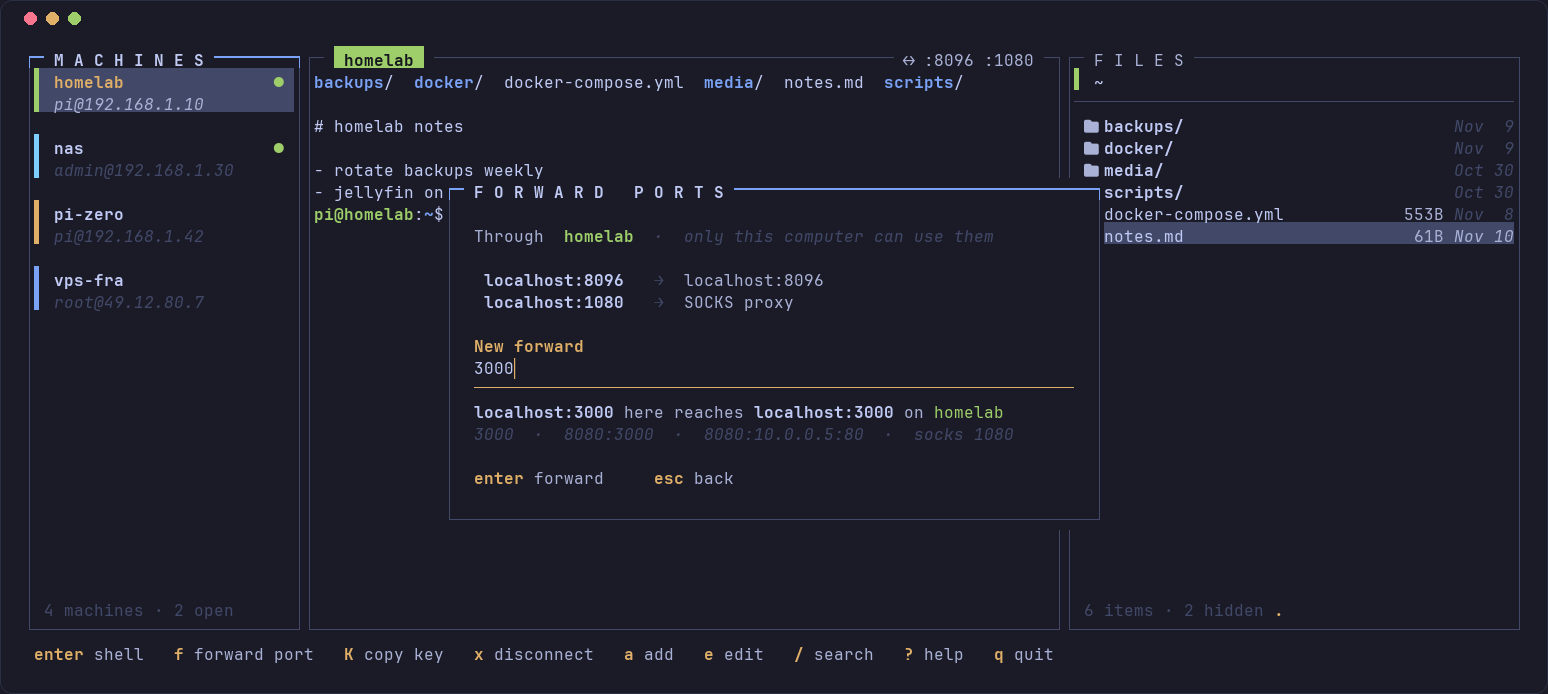 MACHINES
homelab
pi@192.168.1.10
nas
admin@192.168.1.30
pi-zero
pi@192.168.1.42
vps-fra
root@49.12.80.7
4 machines · 2 open
homelab ↔ :8096 :1080
backups/ docker/ docker-compose.yml media/ notes.md scripts/
# homelab notes
- rotate backups weekly
- jellyfin on
pi@homelab:~$
FORWARD PORTS
Through homelab · only this computer can use them
localhost:8096 → localhost:8096
localhost:1080 → SOCKS proxy
New forward
3000
localhost:3000 here reaches localhost:3000 on homelab
3000 · 8080:3000 · 8080:10.0.0.5:80 · socks 1080
enter forward esc back
FILES
~
backups/ Nov 9
docker/ Nov 9
media/ Oct 30
scripts/ Oct 30
docker-compose.yml 553B Nov 8
notes.md 61B Nov 10
6 items · 2 hidden .
enter shell f forward port K copy key x disconnect a add e edit / search ? help q quit